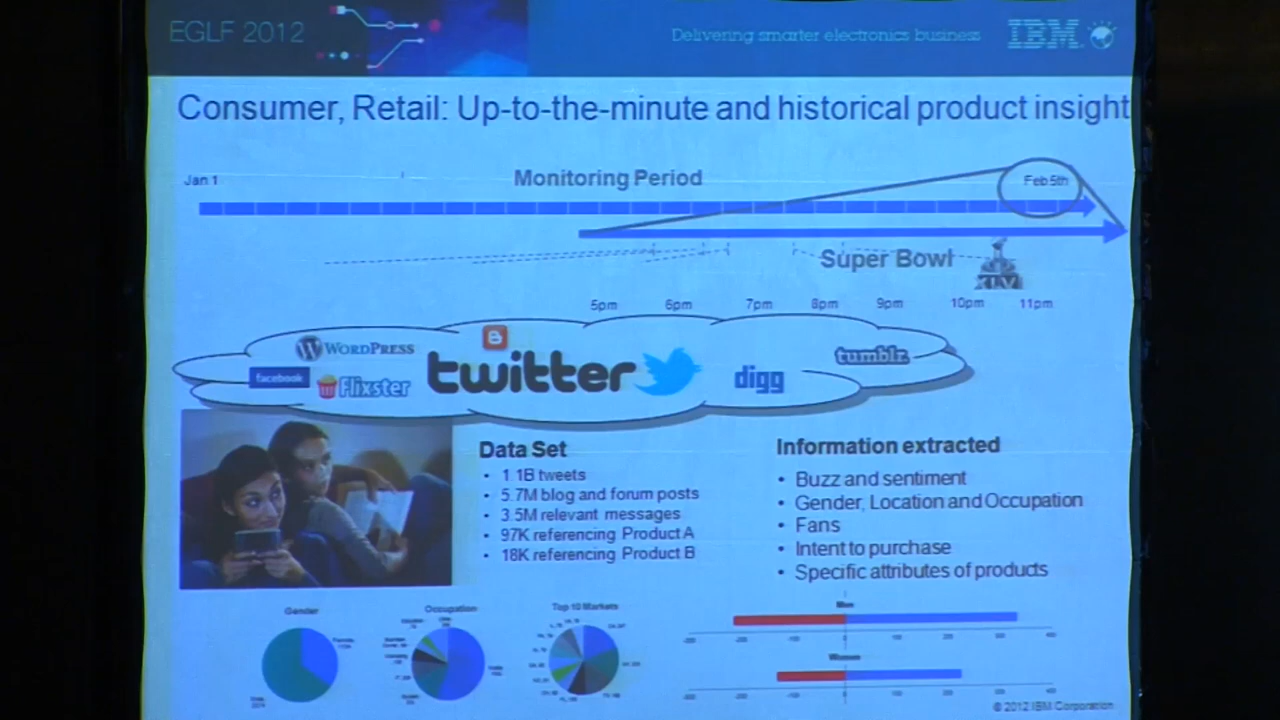 EGLF 2012
Delivering smarter electronics business
IBM
Consumer, Retail: Up-to-the-minute and historical product insight
Jan 1
Monitoring Period
Feb 5th
Super Bowl
XLVI
5pm 6pm 7pm 8pm 9pm 10pm 11pm
WORDPRESS
facebook
Flixster
twitter
digg
tumblr.
Data Set
• 1.1B tweets
• 5.7M blog and forum posts
• 3.5M relevant messages
• 97K referencing Product A
• 18K referencing Product B
Information extracted
• Buzz and sentiment
• Gender, Location and Occupation
• Fans
• Intent to purchase
• Specific attributes of products
Gender
Occupation
Top 10 Markets
Men
Women
© 2012 IBM Corporation